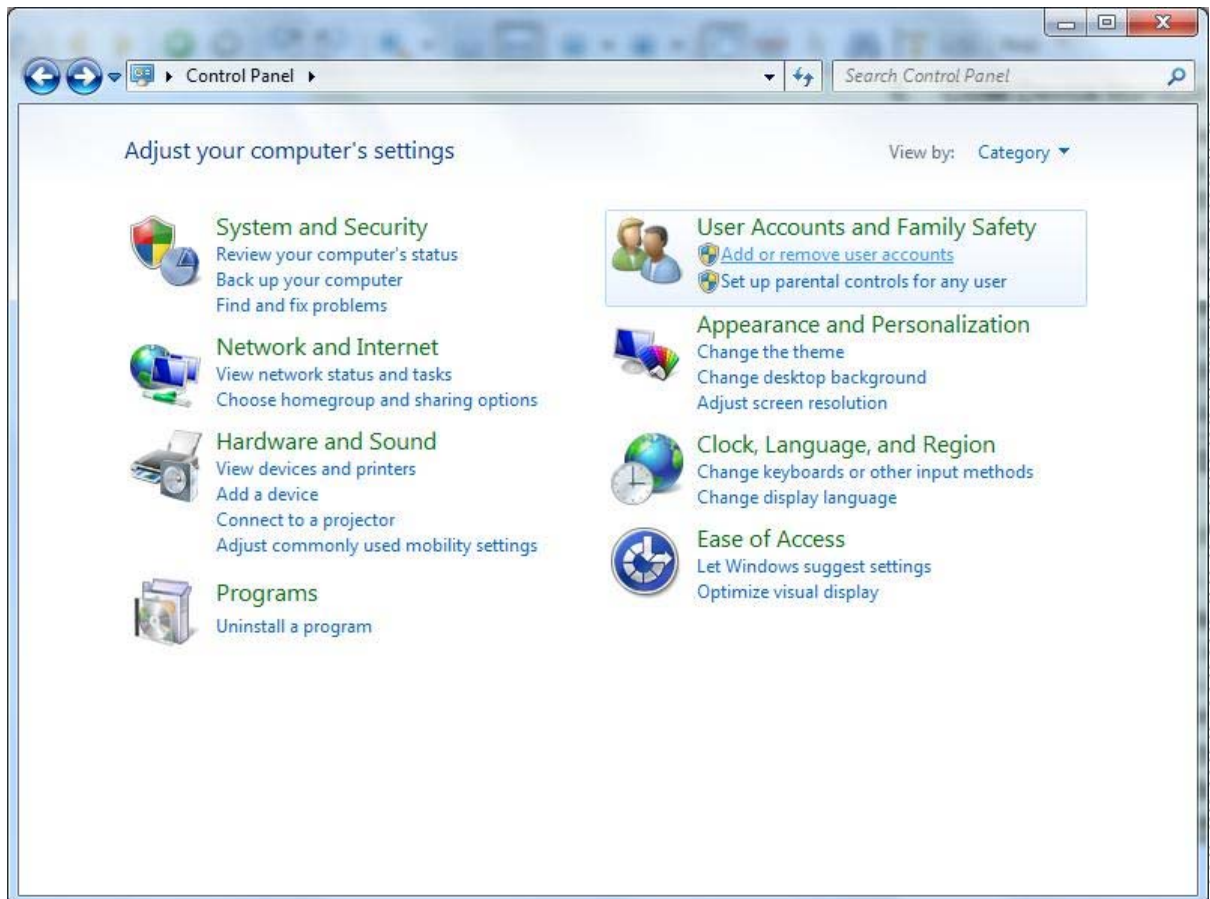 Control Panel
Search Control Panel
Adjust your computer's settings
View by: Category
System and Security
Review your computer's status
Back up your computer
Find and fix problems
Network and Internet
View network status and tasks
Choose homegroup and sharing options
Hardware and Sound
View devices and printers
Add a device
Connect to a projector
Adjust commonly used mobility settings
Programs
Uninstall a program
User Accounts and Family Safety
Add or remove user accounts
Set up parental controls for any user
Appearance and Personalization
Change the theme
Change desktop background
Adjust screen resolution
Clock, Language, and Region
Change keyboards or other input methods
Change display language
Ease of Access
Let Windows suggest settings
Optimize visual display